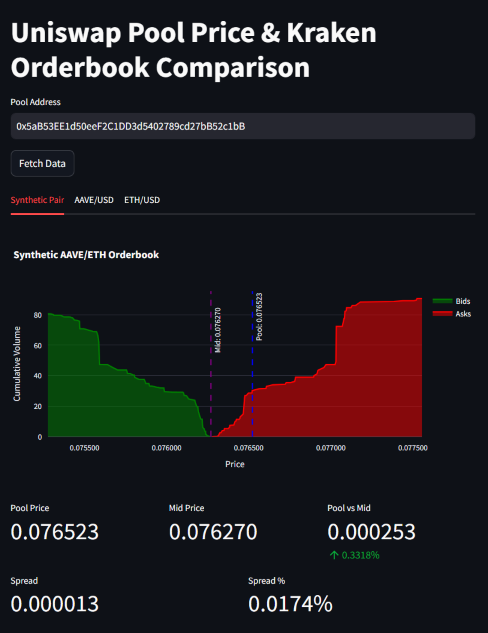 Uniswap Pool Price & Kraken
Orderbook Comparison
Pool Address
0x5aB53EE1d50eeF2C1DD3d5402789cd27bB52c1bB
Fetch Data
Synthetic Pair AAVE/USD ETH/USD
Synthetic AAVE/ETH Orderbook
Cumulative Volume
80
60
40
20
0
Mid: 0.076270
Pool: 0.076523
Bids
Asks
0.075500 0.076000 0.076500 0.077000 0.077500
Price
Pool Price Mid Price Pool vs Mid
0.076523 0.076270 0.000253
↑ 0.3318%
Spread Spread %
0.000013 0.0174%